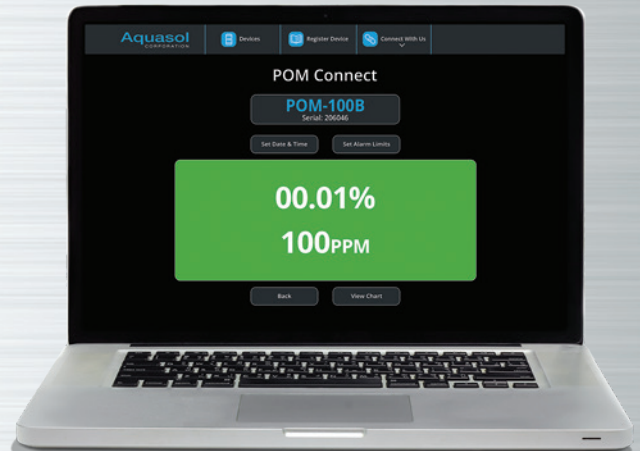 Aquasol
CORPORATION
Devices
Register Device
Connect With Us
POM Connect
POM-100B
Serial: 206046
Set Date & Time
Set Alarm Limits
00.01%
100PPM
Back
View Chart